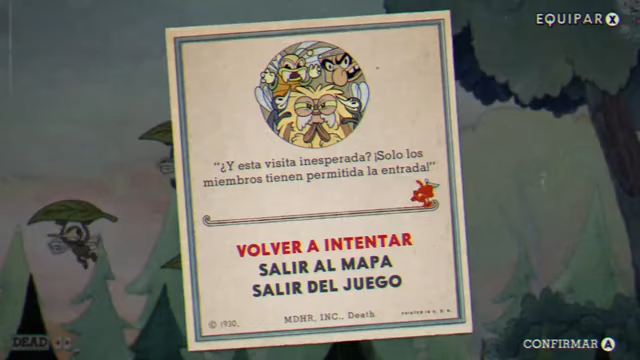 EQUIPAR X
"¿Y esta visita inesperada? ¡Solo los
miembros tienen permitida la entrada!"
VOLVER A INTENTAR
SALIR AL MAPA
SALIR DEL JUEGO
© 1930, MDHR, INC., Death PRINTED IN U. S. A.
DEAD
CONFIRMAR A